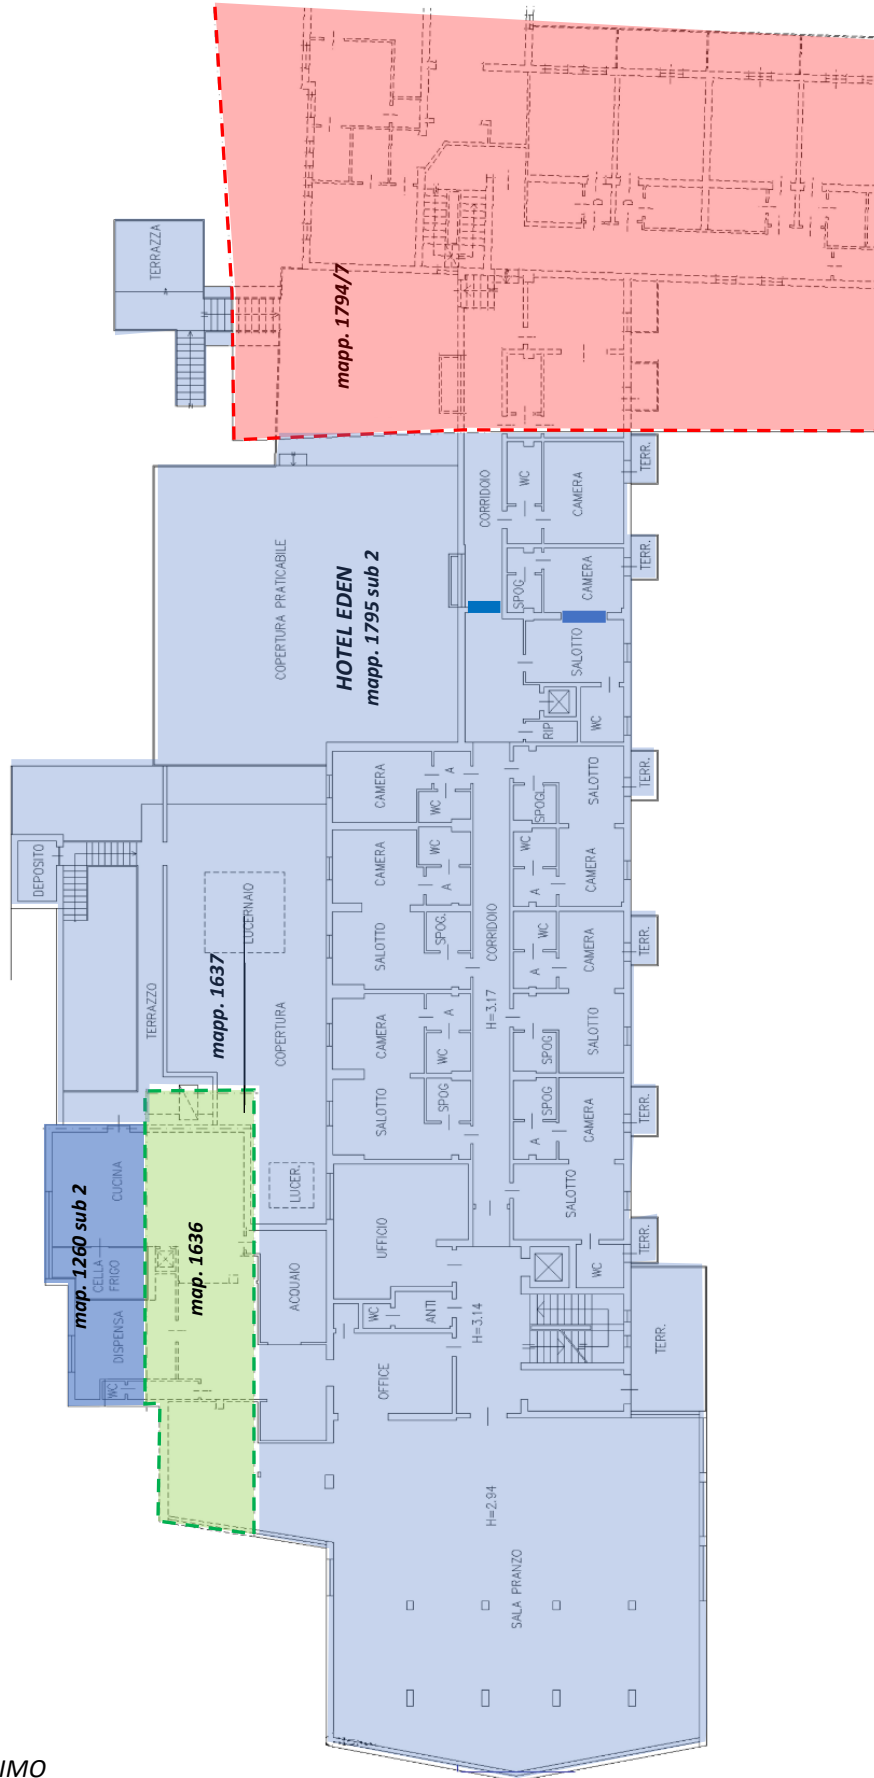 TERRAZZA
mapp. 1794/7
TERR.
WC
CORRIDOIO
CAMERA
COPERTURA PRATICABILE
HOTEL EDEN
mapp. 1795 sub 2
TERR.
SPOG
CAMERA
SALOTTO
RIP
WC
TERR.
CAMERA
A
WC
SPOGL
SALOTTO
DEPOSITO
CAMERA
WC
A
WC
A
CAMERA
LUCERNAIO
SALOTTO
SPOG.
CORRIDOIO
WC
A
CAMERA
TERR.
TERRAZZO
mapp. 1637
COPERTURA
CAMERA
A
WC
H=3.17
SPOG
SALOTTO
SALOTTO
SPOG
SPOG
A
CAMERA
TERR.
map. 1260 sub 2
CUCINA
CELLA
FRIGO
DISPENSA
WC
map. 1636
LUCER.
UFFICIO
SALOTTO
TERR.
WC
ACQUAIO
WC
ANTI
H=3.14
OFFICE
TERR.
H=2.94
SALA PRANZO
IMO